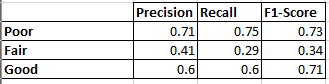 Precision Recall F1-Score
Poor 0.71 0.75 0.73
Fair 0.41 0.29 0.34
Good 0.6 0.6 0.71